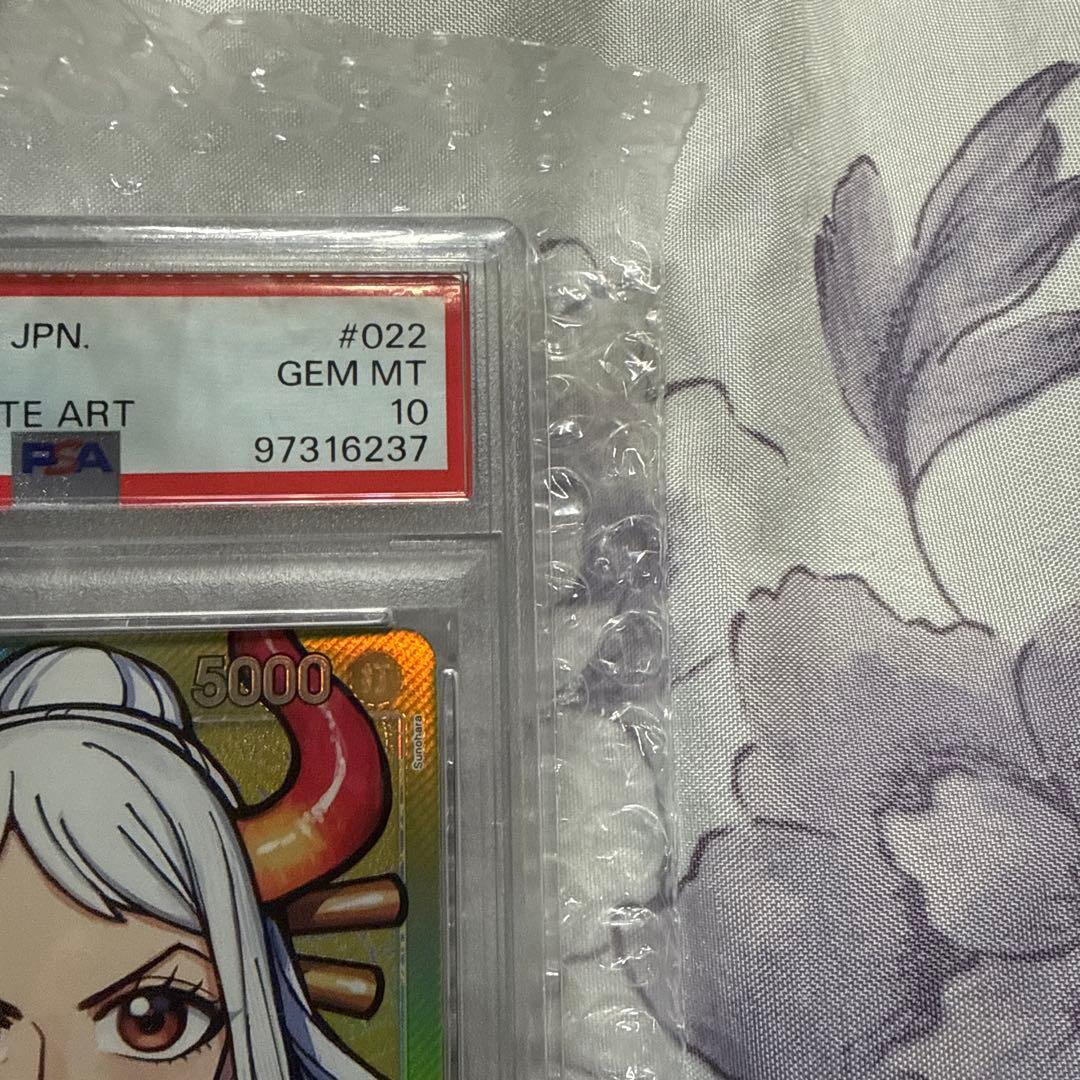 JPN. #022
GEM MT
TE ART 10
PSA 97316237
5000
Sunohara